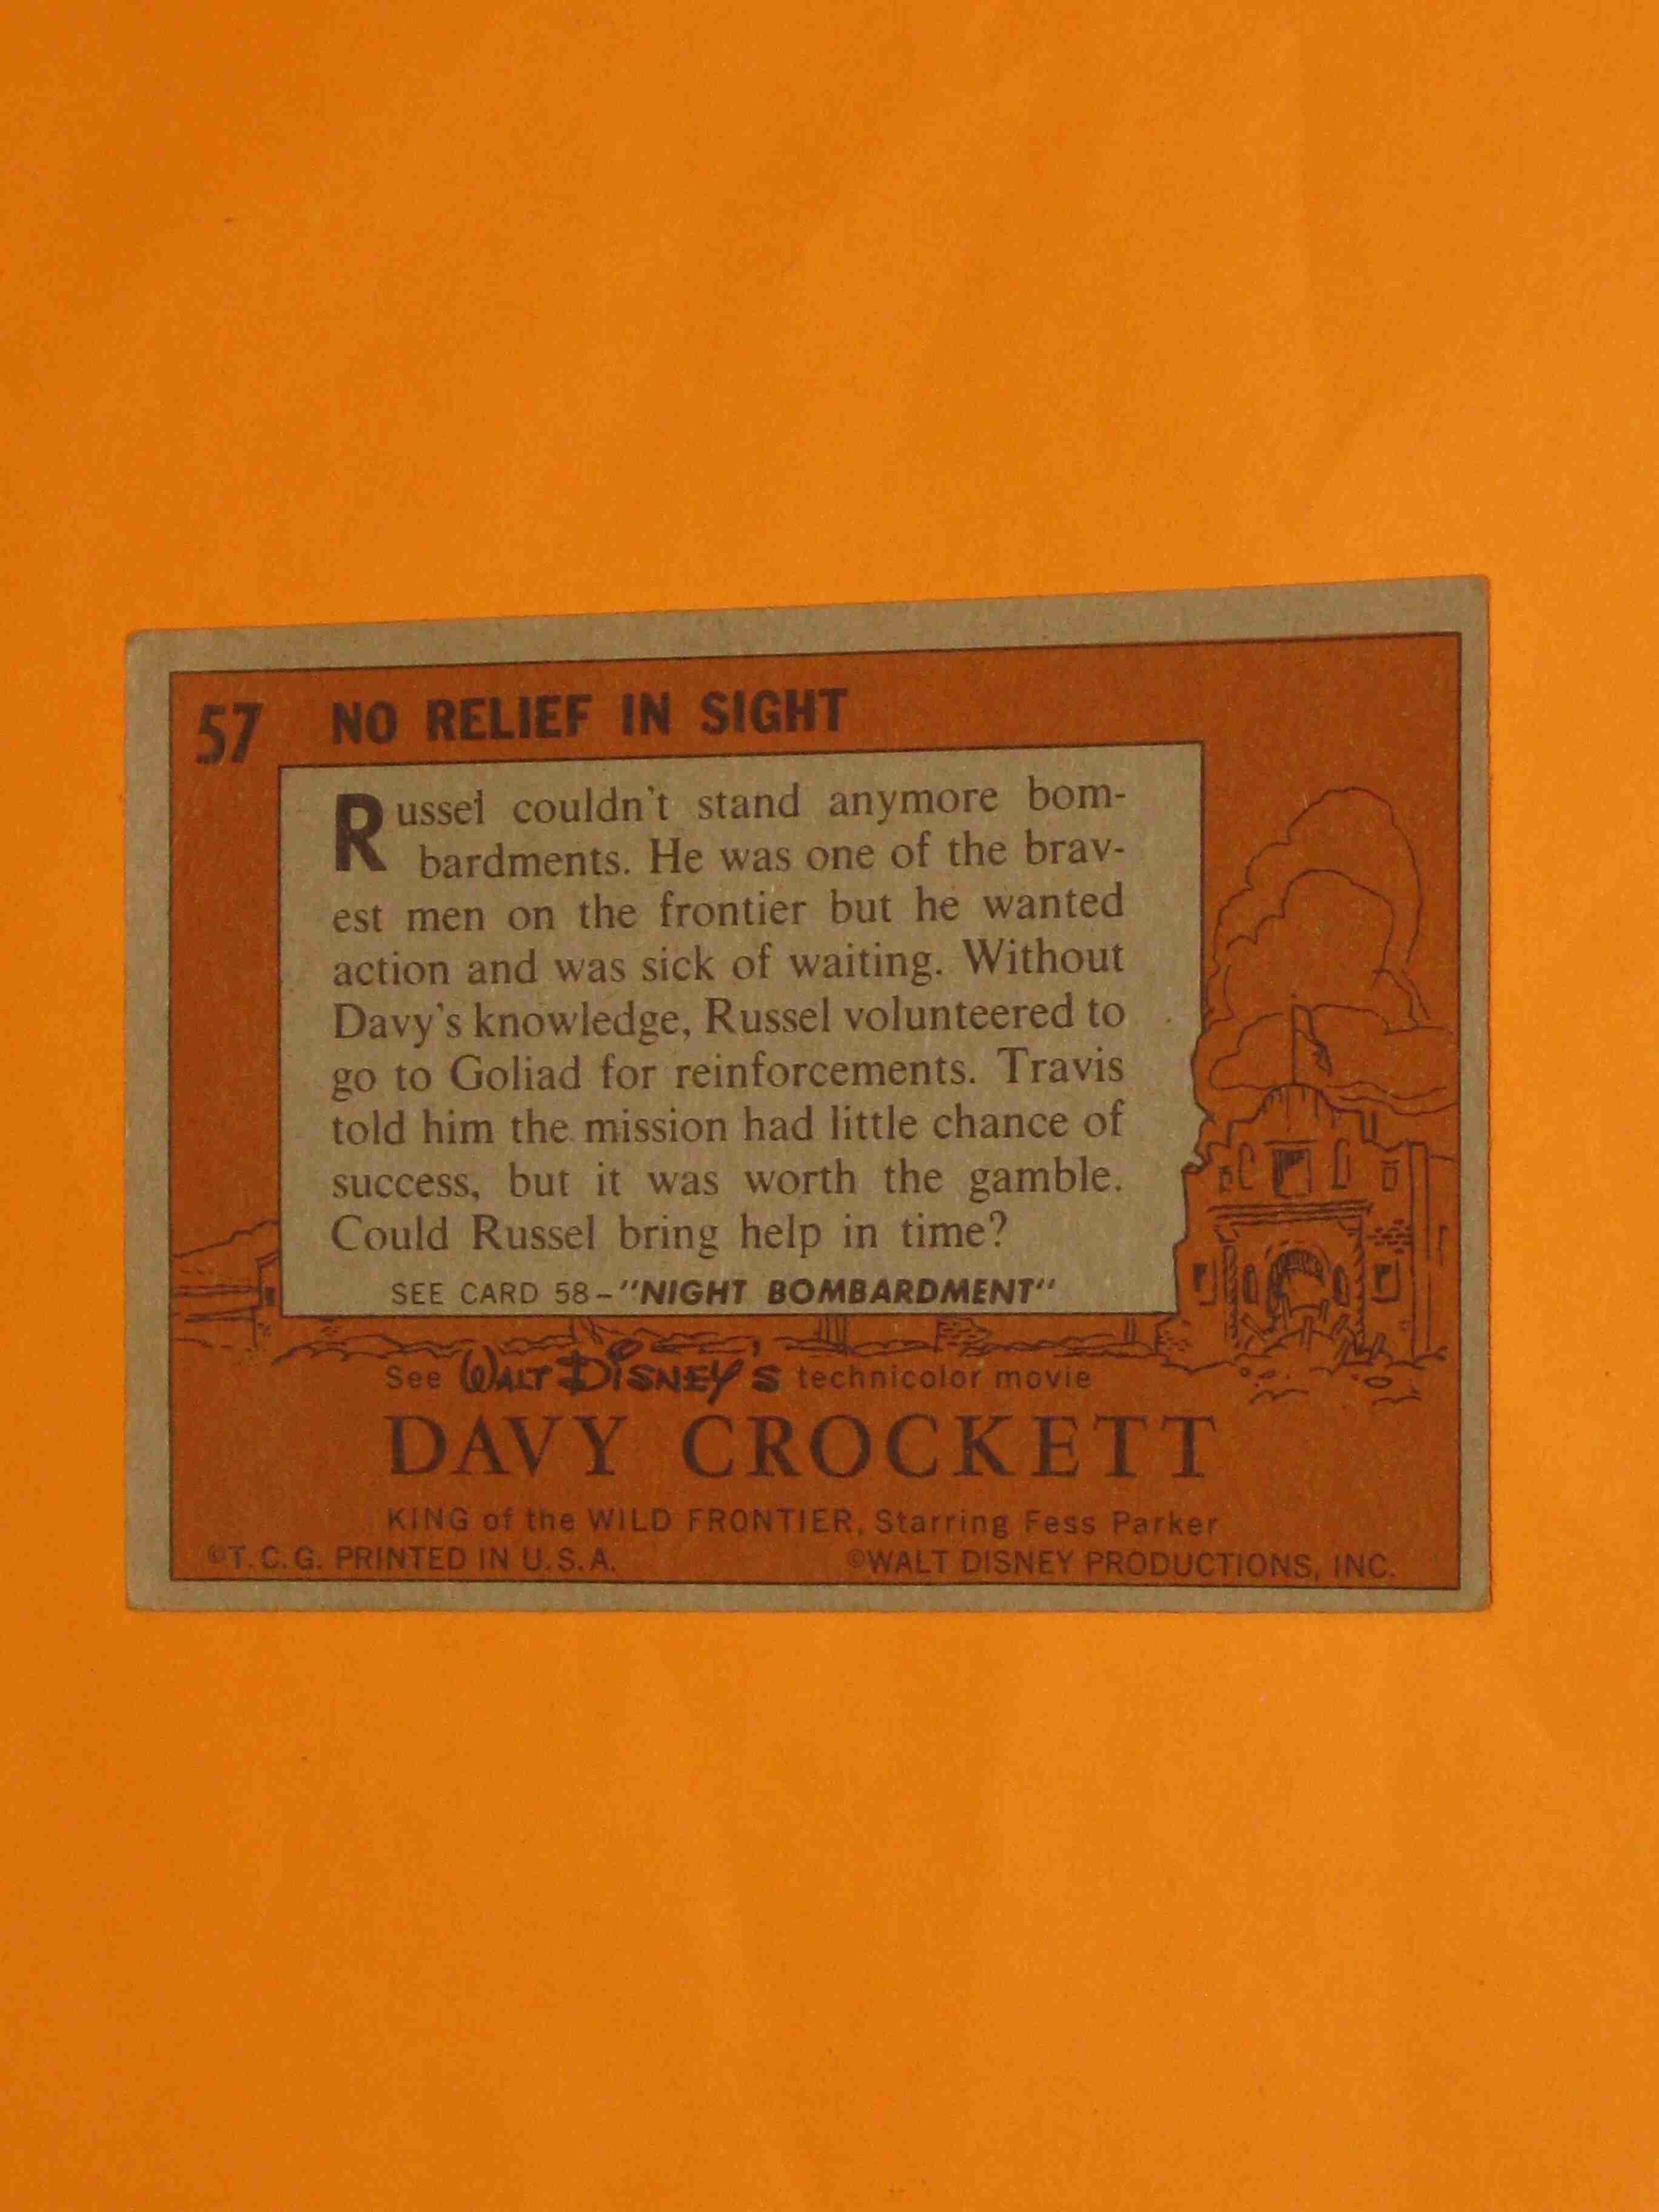 57 NO RELIEF IN SIGHT
Russel couldn't stand anymore bom-
bardments. He was one of the brav-
est men on the frontier but he wanted
action and was sick of waiting. Without
Davy's knowledge, Russel volunteered to
go to Goliad for reinforcements. Travis
told him the mission had little chance of
success, but it was worth the gamble.
Could Russel bring help in time?
SEE CARD 58-"NIGHT BOMBARDMENT"
See WALT DISNEY'S technicolor movie
DAVY CROCKETT
KING of the WILD FRONTIER, Starring Fess Parker
©T.C.G. PRINTED IN U.S.A. ©WALT DISNEY PRODUCTIONS, INC.